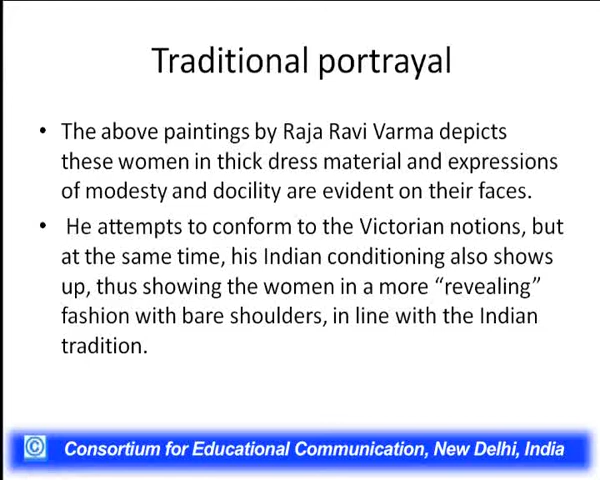 Traditional portrayal
• The above paintings by Raja Ravi Varma depicts
these women in thick dress material and expressions
of modesty and docility are evident on their faces.
• He attempts to conform to the Victorian notions, but
at the same time, his Indian conditioning also shows
up, thus showing the women in a more “revealing”
fashion with bare shoulders, in line with the Indian
tradition.
© Consortium for Educational Communication, New Delhi, India